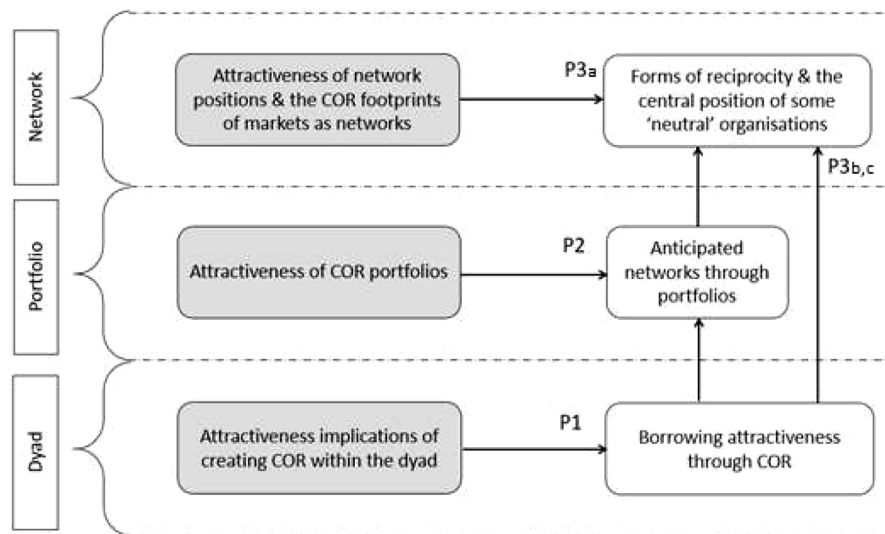 Network
Attractiveness of network
positions & the COR footprints
of markets as networks
P3a
Forms of reciprocity & the
central position of some
‘neutral’ organisations
P3b,c
Portfolio
Attractiveness of COR portfolios
P2
Anticipated
networks through
portfolios
Dyad
Attractiveness implications of
creating COR within the dyad
P1
Borrowing attractiveness
through COR